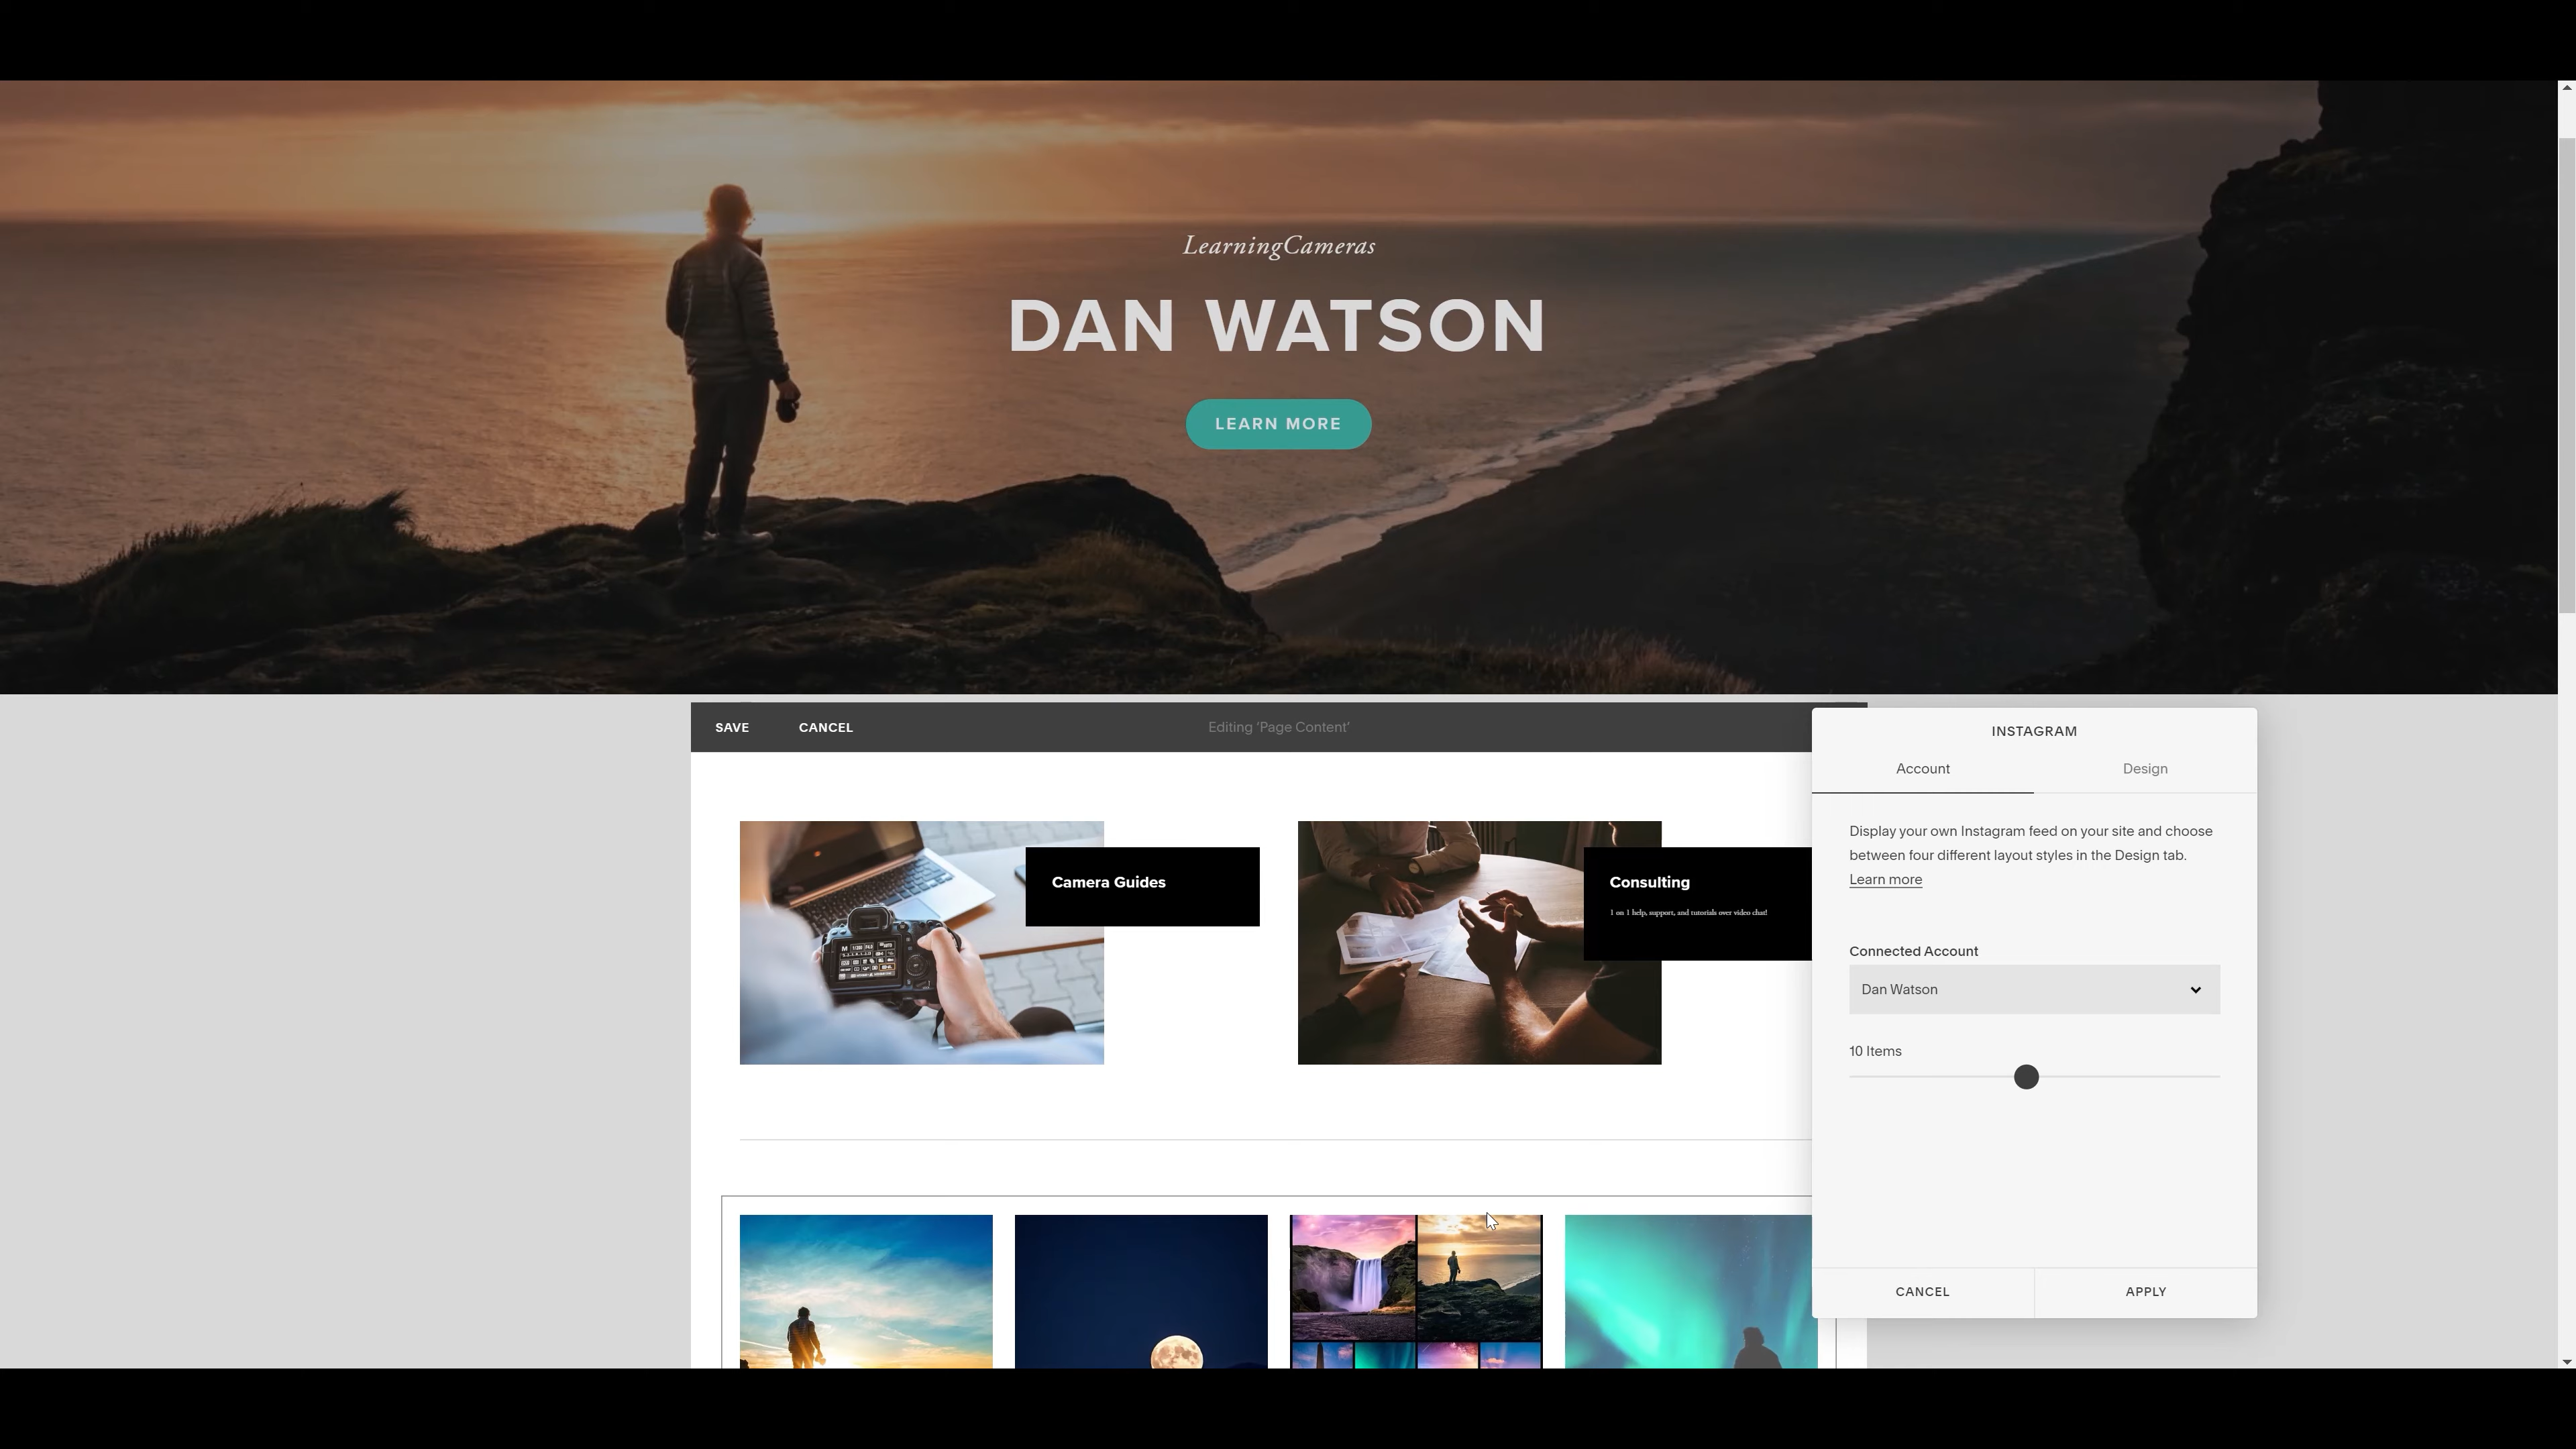 LearningCameras
DAN WATSON
LEARN MORE
SAVE
CANCEL
Editing 'Page Content'
Camera Guides
Consulting
1 on 1 help, support, and tutorials over video chat!
INSTAGRAM
Account
Design
Display your own Instagram feed on your site and choose
between four different layout styles in the Design tab.
Learn more
Connected Account
Dan Watson
10 Items
CANCEL
APPLY